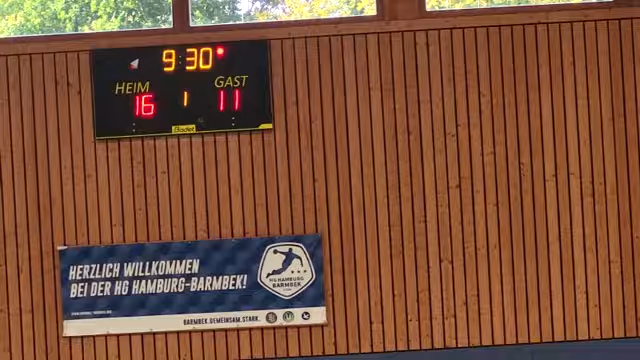 9:30
HEIM
GAST
16
1
11
Bodet
HERZLICH WILLKOMMEN
BEI DER HG HAMBURG-BARMBEK!
HG HAMBURG
BARMBEK
BARMBEK.GEMEINSAM.STARK.